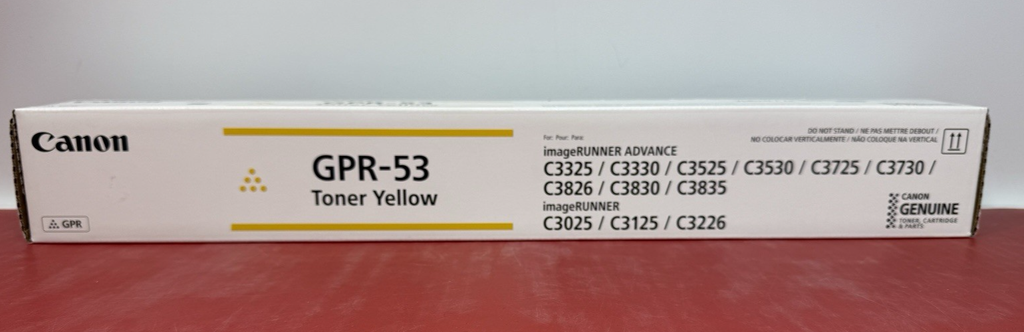 Canon
GPR-53
Toner Yellow
GPR
For: Pour: Para:
imageRUNNER ADVANCE
C3325 / C3330 / C3525 / C3530 / C3725 / C3730 /
C3826 / C3830 / C3835
imageRUNNER
C3025 / C3125 / C3226
DO NOT STAND / NE PAS METTRE DEBOUT /
NO COLOCAR VERTICALMENTE / NÃO COLOQUE NA VERTICAL
CANON
GENUINE
TONER, CARTRIDGE
& PARTS